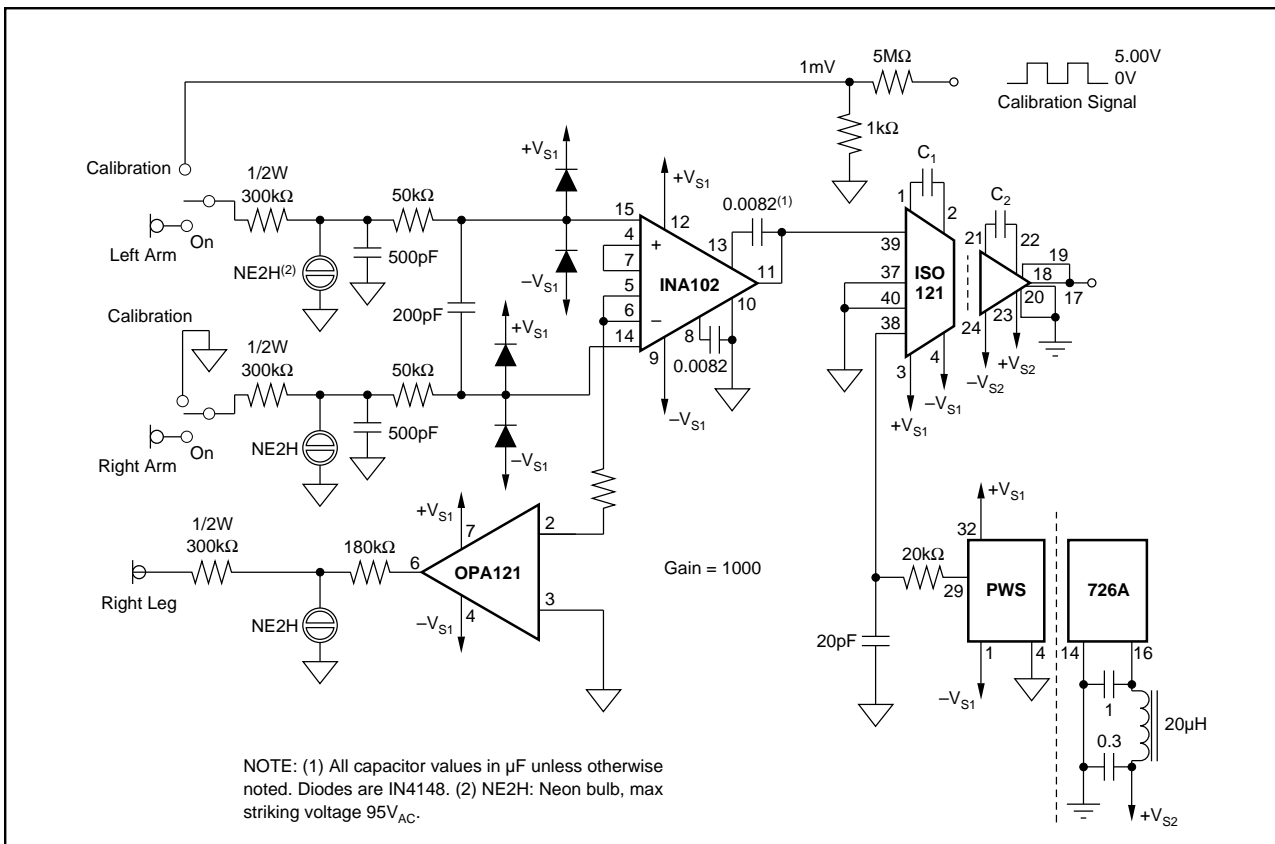 1mV
5MΩ
5.00V
0V
Calibration Signal
1kΩ
Calibration
1/2W
300kΩ
50kΩ
On
Left Arm
NE2H(2)
500pF
200pF
+VS1
–VS1
+VS1
–VS1
+VS1
15
12
4
+
7
13
0.0082(1)
INA102
11
5
6
–
10
14
8
0.0082
9
–VS1
C1
1
2
39
37
ISO
121
40
38
3
4
+VS1
–VS1
C2
21
22
19
18
20
17
23
24
–VS2
+VS2
Calibration
1/2W
300kΩ
50kΩ
On
Right Arm
NE2H
500pF
1/2W
300kΩ
180kΩ
Right Leg
NE2H
+VS1
7
2
6
OPA121
3
4
–VS1
Gain = 1000
20kΩ
20pF
+VS1
32
29
PWS
1
4
–VS1
726A
14
16
1
20µH
0.3
+VS2
NOTE: (1) All capacitor values in µF unless otherwise
noted. Diodes are IN4148. (2) NE2H: Neon bulb, max
striking voltage 95VAC.